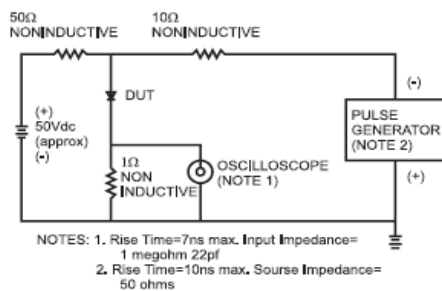 50Ω
NONINDUCTIVE
10Ω
NONINDUCTIVE
(+)
50Vdc
(approx)
(-)
DUT
1Ω
NON
INDUCTIVE
OSCILLOSCOPE
(NOTE 1)
(-)
PULSE
GENERATOR
(NOTE 2)
(+)
NOTES: 1. Rise Time=7ns max. Input Impedance=
1 megohm 22pf
2. Rise Time=10ns max. Sourse Impedance=
50 ohms